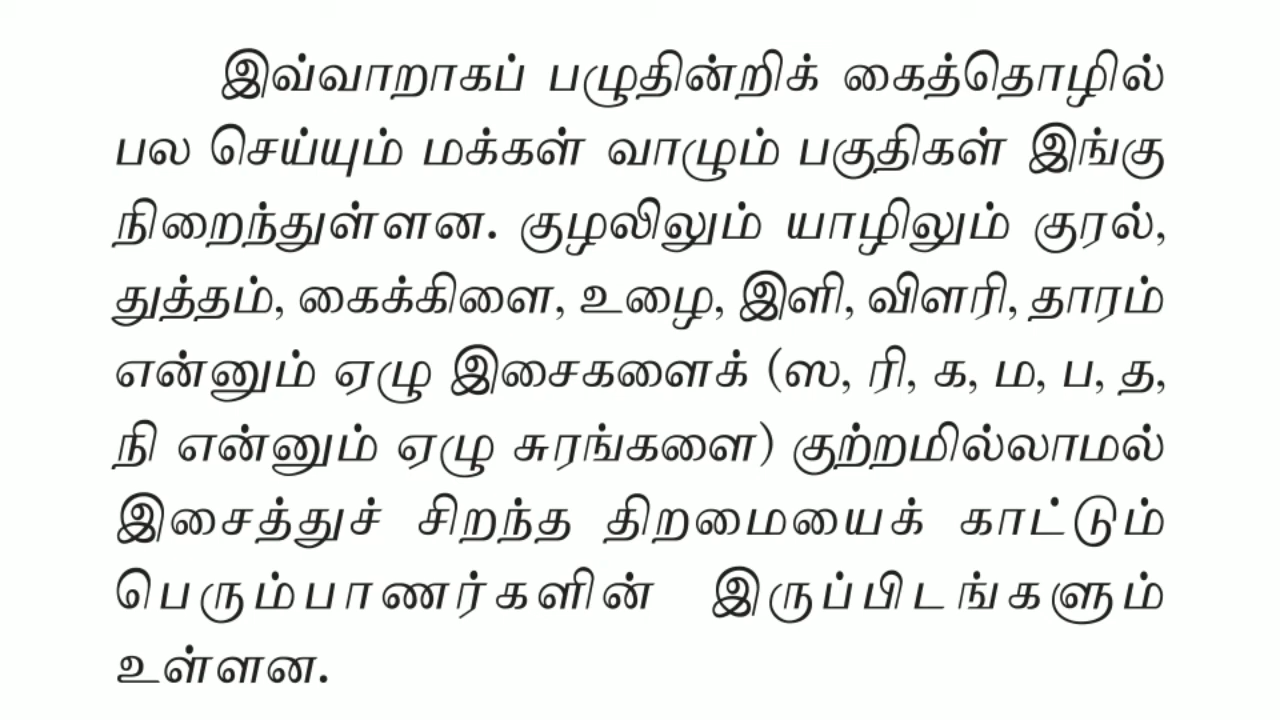 இவ்வாறாகப் பழுதின்றிக் கைத்தொழில்
பல செய்யும் மக்கள் வாழும் பகுதிகள் இங்கு
நிறைந்துள்ளன. குழலிலும் யாழிலும் குரல்,
துத்தம், கைக்கிளை, உழை, இளி, விளரி, தாரம்
என்னும் ஏழு இசைகளைக் (ஸ, ரி, க, ம, ப, த,
நி என்னும் ஏழு சுரங்களை) குற்றமில்லாமல்
இசைத்துச் சிறந்த திறமையைக் காட்டும்
பெரும்பாணர்களின் இருப்பிடங்களும்
உள்ளன.